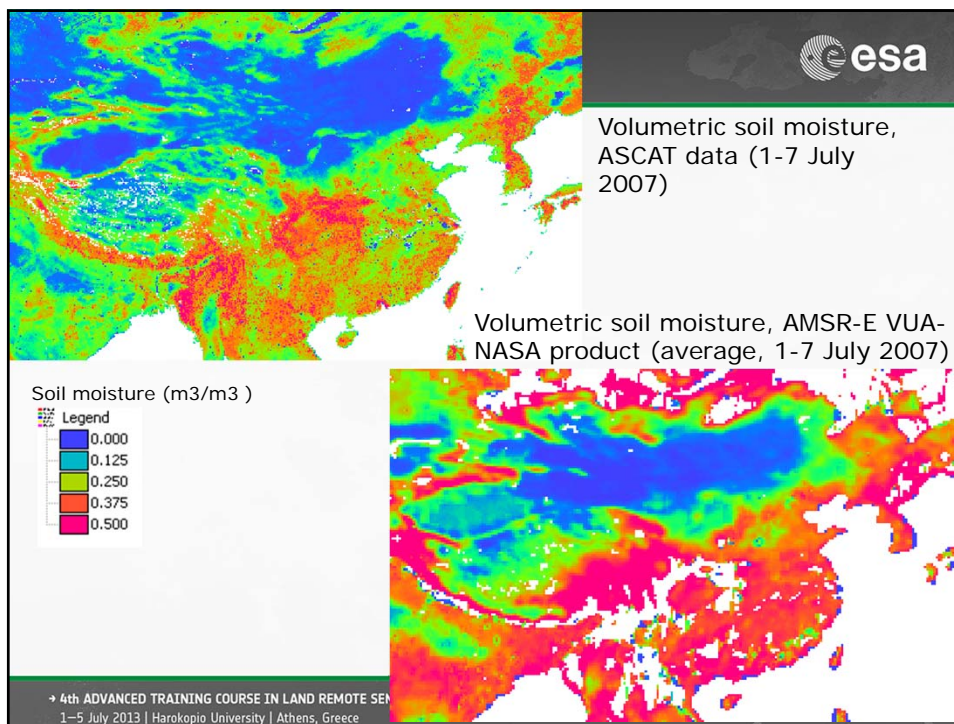 esa
Volumetric soil moisture,
ASCAT data (1-7 July
2007)
Volumetric soil moisture, AMSR-E VUA-
NASA product (average, 1-7 July 2007)
Soil moisture (m3/m3 )
Legend
0.000
0.125
0.250
0.375
0.500
→ 4th ADVANCED TRAINING COURSE IN LAND REMOTE SEN
1–5 July 2013 | Harokopio University | Athens, Greece